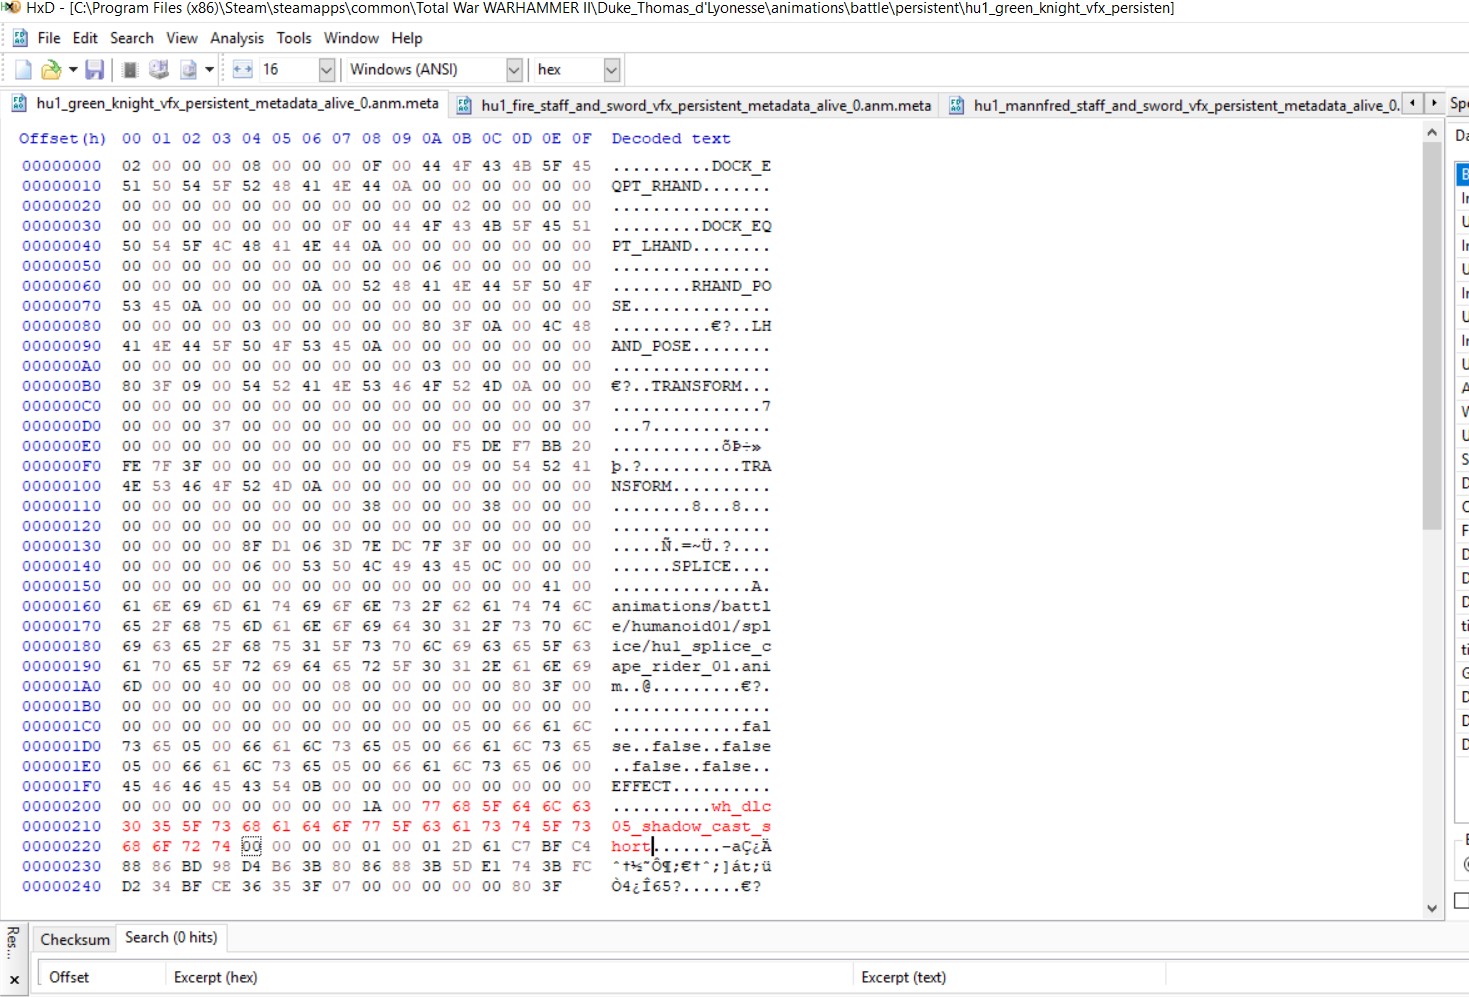 HxD - [C:\Program Files (x86)\Steam\steamapps\common\Total War WARHAMMER II\Duke_Thomas_d'Lyonesse\animations\battle\persistent\hu1_green_knight_vfx_persisten]
File Edit Search View Analysis Tools Window Help
16 Windows (ANSI) hex
hu1_green_knight_vfx_persistent_metadata_alive_0.anm.meta hu1_fire_staff_and_sword_vfx_persistent_metadata_alive_0.anm.meta hu1_mannfred_staff_and_sword_vfx_persistent_metadata_alive_0. Spe
Offset(h) 00 01 02 03 04 05 06 07 08 09 0A 0B 0C 0D 0E 0F Decoded text
00000000 02 00 00 00 08 00 00 00 0F 00 44 4F 43 4B 5F 45 ..........DOCK_E
00000010 51 50 54 5F 52 48 41 4E 44 0A 00 00 00 00 00 00 QPT_RHAND.......
00000020 00 00 00 00 00 00 00 00 00 00 00 02 00 00 00 00 ................
00000030 00 00 00 00 00 00 00 0F 00 44 4F 43 4B 5F 45 51 .........DOCK_EQ
00000040 50 54 5F 4C 48 41 4E 44 0A 00 00 00 00 00 00 00 PT_LHAND........
00000050 00 00 00 00 00 00 00 00 00 00 06 00 00 00 00 00 ................
00000060 00 00 00 00 00 00 0A 00 52 48 41 4E 44 5F 50 4F ........RHAND_PO
00000070 53 45 0A 00 00 00 00 00 00 00 00 00 00 00 00 00 SE..............
00000080 00 00 00 00 03 00 00 00 00 00 80 3F 0A 00 4C 48 ..........€?..LH
00000090 41 4E 44 5F 50 4F 53 45 0A 00 00 00 00 00 00 00 AND_POSE........
000000A0 00 00 00 00 00 00 00 00 00 00 03 00 00 00 00 00 ................
000000B0 80 3F 09 00 54 52 41 4E 53 46 4F 52 4D 0A 00 00 €?..TRANSFORM...
000000C0 00 00 00 00 00 00 00 00 00 00 00 00 00 00 00 37 ...............7
000000D0 00 00 00 37 00 00 00 00 00 00 00 00 00 00 00 00 ...7............
000000E0 00 00 00 00 00 00 00 00 00 00 00 F5 DE F7 BB 20 ...........õÞ÷»
000000F0 FE 7F 3F 00 00 00 00 00 00 00 00 09 00 54 52 41 þ.?..........TRA
00000100 4E 53 46 4F 52 4D 0A 00 00 00 00 00 00 00 00 00 NSFORM..........
00000110 00 00 00 00 00 00 00 00 38 00 00 00 38 00 00 00 ........8...8...
00000120 00 00 00 00 00 00 00 00 00 00 00 00 00 00 00 00 ................
00000130 00 00 00 00 8F D1 06 3D 7E DC 7F 3F 00 00 00 00 .....Ñ.=~Ü.?....
00000140 00 00 00 00 06 00 53 50 4C 49 43 45 0C 00 00 00 ......SPLICE....
00000150 00 00 00 00 00 00 00 00 00 00 00 00 00 00 41 00 ..............A.
00000160 61 6E 69 6D 61 74 69 6F 6E 73 2F 62 61 74 74 6C animations/battl
00000170 65 2F 68 75 6D 61 6E 6F 69 64 30 31 2F 73 70 6C e/humanoid01/spl
00000180 69 63 65 2F 68 75 31 5F 73 70 6C 69 63 65 5F 63 ice/hu1_splice_c
00000190 61 70 65 5F 72 69 64 65 72 5F 30 31 2E 61 6E 69 ape_rider_01.ani
000001A0 6D 00 00 40 00 00 00 08 00 00 00 00 00 80 3F 00 m..@.........€?.
000001B0 00 00 00 00 00 00 00 00 00 00 00 00 00 00 00 00 ................
000001C0 00 00 00 00 00 00 00 00 00 00 00 05 00 66 61 6C .............fal
000001D0 73 65 05 00 66 61 6C 73 65 05 00 66 61 6C 73 65 se..false..false
000001E0 05 00 66 61 6C 73 65 05 00 66 61 6C 73 65 06 00 ..false..false..
000001F0 45 46 46 45 43 54 0B 00 00 00 00 00 00 00 00 00 EFFECT..........
00000200 00 00 00 00 00 00 00 00 1A 00 77 68 5F 64 6C 63 ..........wh_dlc
00000210 30 35 5F 73 68 61 64 6F 77 5F 63 61 73 74 5F 73 05_shadow_cast_s
00000220 68 6F 72 74 00 00 00 00 01 00 01 2D 61 C7 BF C4 hort.......-aÇ¿Ä
00000230 88 86 BD 98 D4 B6 3B 80 86 88 3B 5D E1 74 3B FC ˆ†½˜Ô¶;€†ˆ;]át;ü
00000240 D2 34 BF CE 36 35 3F 07 00 00 00 00 00 80 3F Ò4¿Î65?......€?
Res...
Checksum Search (0 hits)
Offset Excerpt (hex) Excerpt (text)